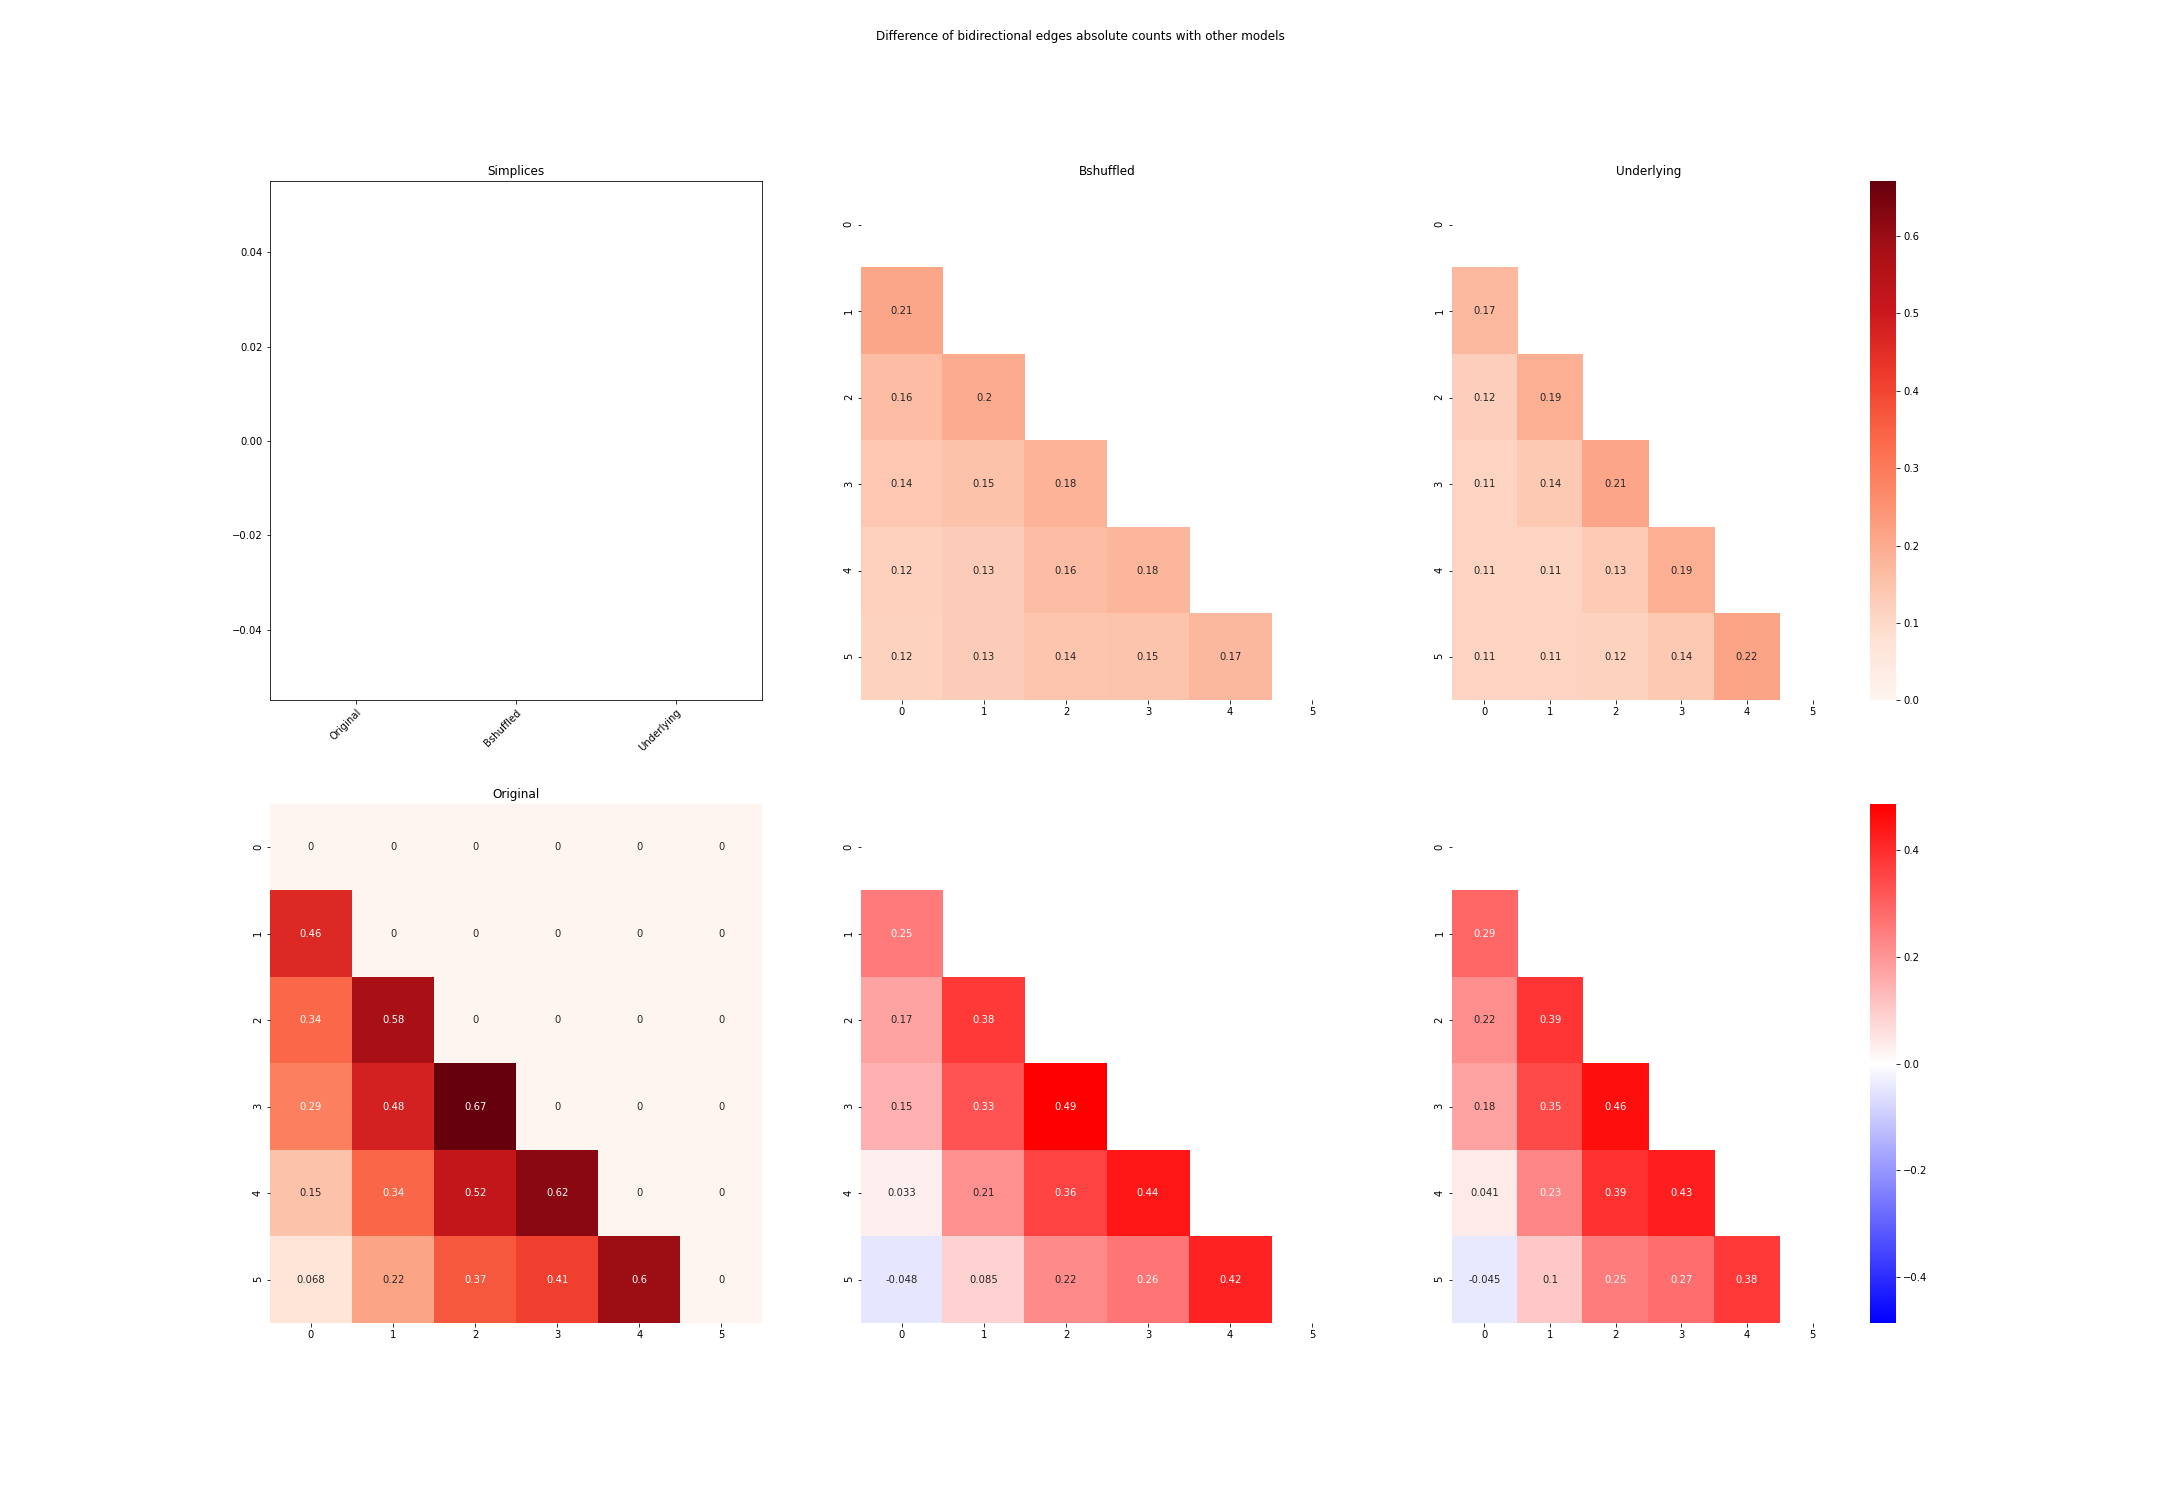 Difference of bidirectional edges absolute counts with other models
Simplices
0.04
0.02
0.00
−0.02
−0.04
Original
Bshuffled
Underlying
Bshuffled
0
1
0.21
2
0.16 0.2
3
0.14 0.15 0.18
4
0.12 0.13 0.16 0.18
5
0.12 0.13 0.14 0.15 0.17
0 1 2 3 4 5
Underlying
0
1
0.17
2
0.12 0.19
3
0.11 0.14 0.21
4
0.11 0.11 0.13 0.19
5
0.11 0.11 0.12 0.14 0.22
0 1 2 3 4 5
0.6
0.5
0.4
0.3
0.2
0.1
0.0
Original
0
0 0 0 0 0 0
1
0.46 0 0 0 0 0
2
0.34 0.58 0 0 0 0
3
0.29 0.48 0.67 0 0 0
4
0.15 0.34 0.52 0.62 0 0
5
0.068 0.22 0.37 0.41 0.6 0
0 1 2 3 4 5
0
1
0.25
2
0.17 0.38
3
0.15 0.33 0.49
4
0.033 0.21 0.36 0.44
5
-0.048 0.085 0.22 0.26 0.42
0 1 2 3 4 5
0
1
0.29
2
0.22 0.39
3
0.18 0.35 0.46
4
0.041 0.23 0.39 0.43
5
-0.045 0.1 0.25 0.27 0.38
0 1 2 3 4 5
0.4
0.2
0.0
−0.2
−0.4